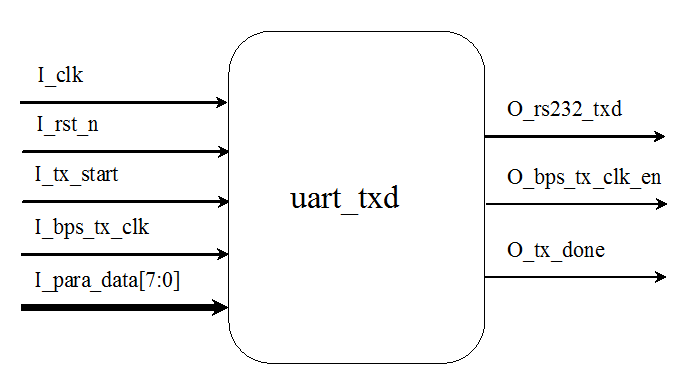 I_clk
I_rst_n
I_tx_start
I_bps_tx_clk
I_para_data[7:0]
uart_txd
O_rs232_txd
O_bps_tx_clk_en
O_tx_done